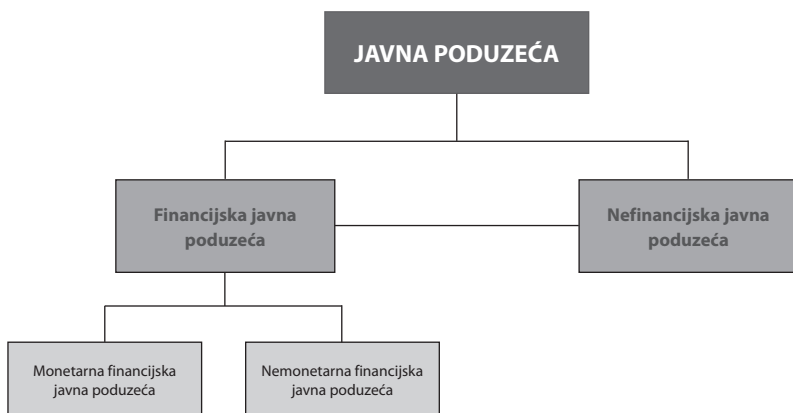 JAVNA PODUZEĆA
Financijska javna
poduzeća
Nefinancijska javna
poduzeća
Monetarna financijska
javna poduzeća
Nemonetarna financijska
javna poduzeća